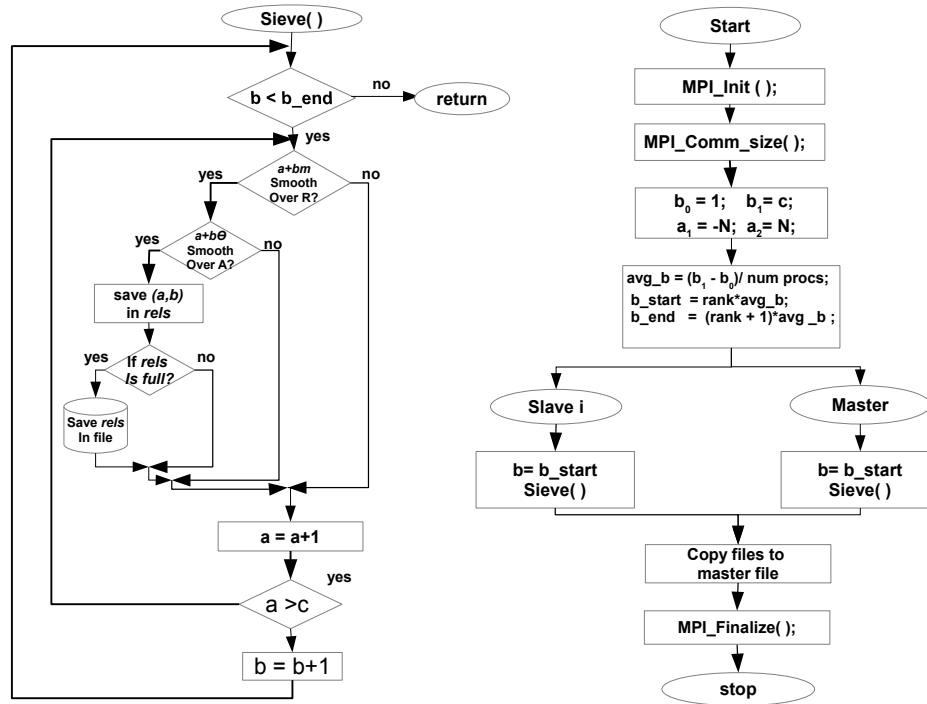 Sieve( )
b < b_end
no
return
yes
a+bm
Smooth
Over R?
yes
no
a+bΘ
Smooth
Over A?
yes
no
save (a,b)
in rels
If rels
Is full?
yes
no
Save rels
In file
a = a+1
yes
a >c
b = b+1
Start
MPI_Init ( );
MPI_Comm_size( );
b0 = 1; b1= c;
a1 = -N; a2= N;
avg_b = (b1 - b0)/ num procs;
b_start = rank*avg_b;
b_end = (rank + 1)*avg _b ;
Slave i
Master
b= b_start
Sieve( )
b= b_start
Sieve( )
Copy files to
master file
MPI_Finalize( );
stop